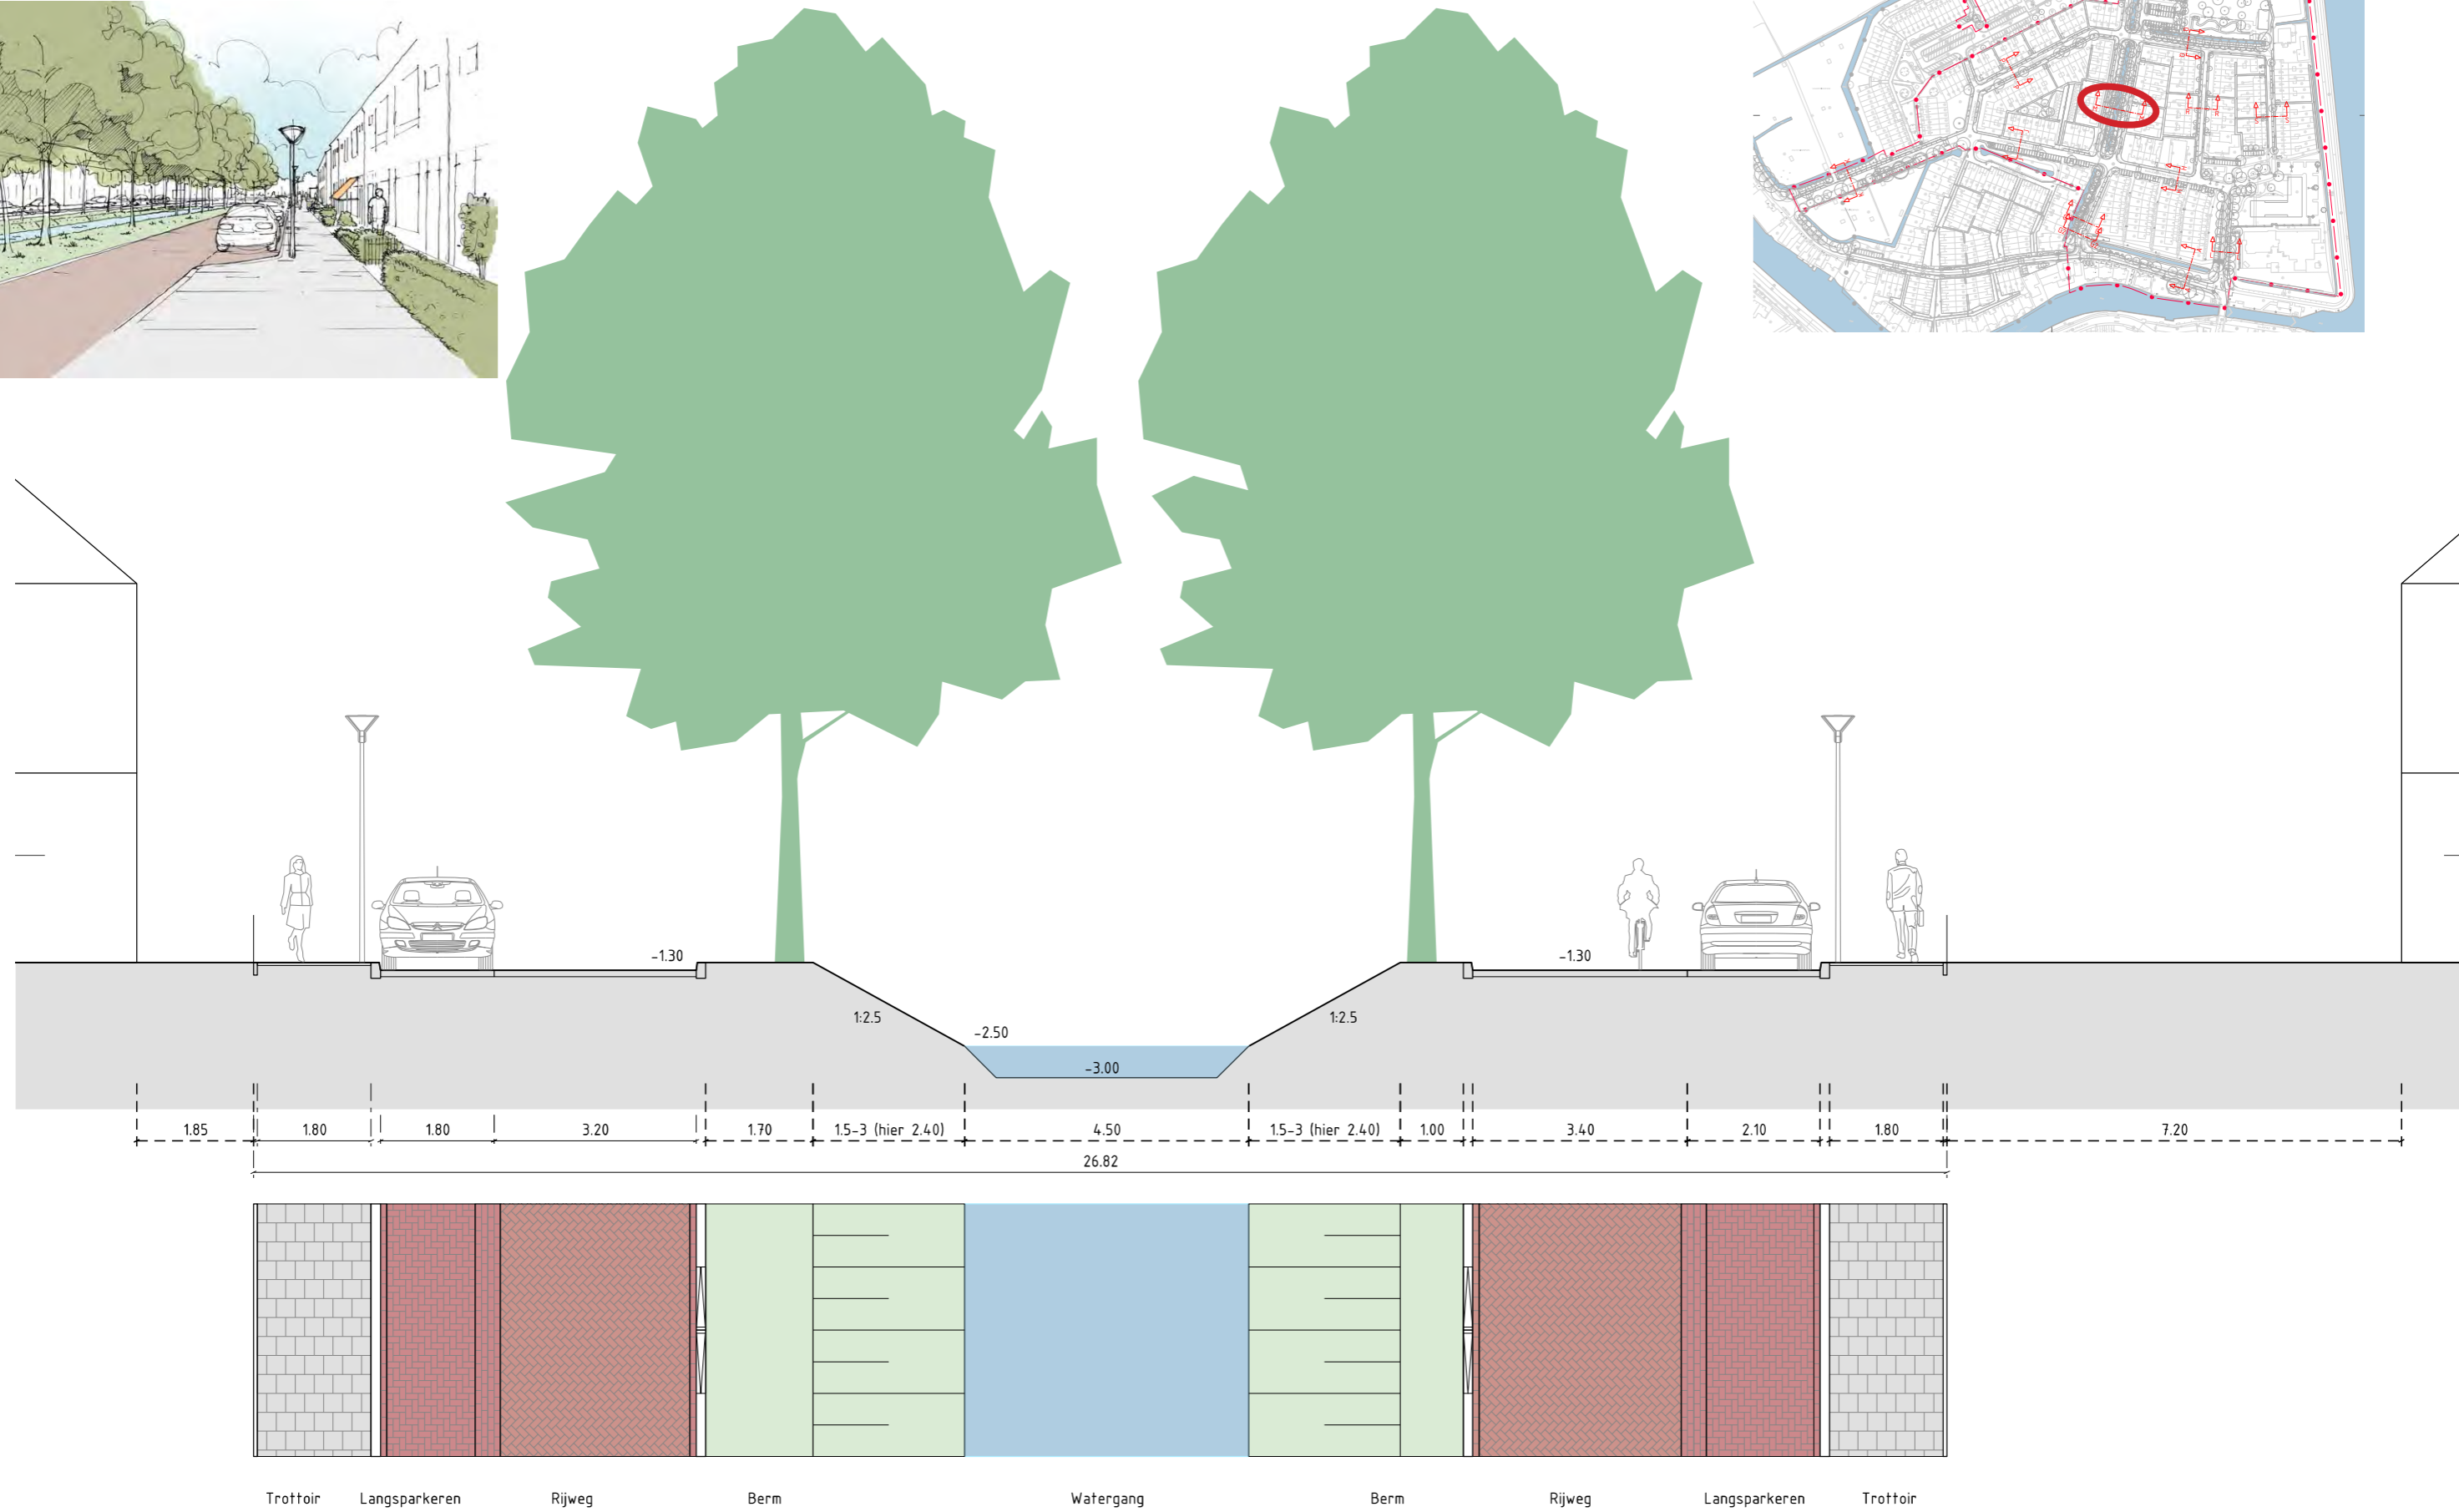 -1.30
-1.30
1:2.5
1:2.5
-2.50
-3.00
1.85
1.80
1.80
3.20
1.70
1.5-3 (hier 2.40)
4.50
1.5-3 (hier 2.40)
1.00
3.40
2.10
1.80
7.20
26.82
Trottoir
Langsparkeren
Rijweg
Berm
Watergang
Berm
Rijweg
Langsparkeren
Trottoir